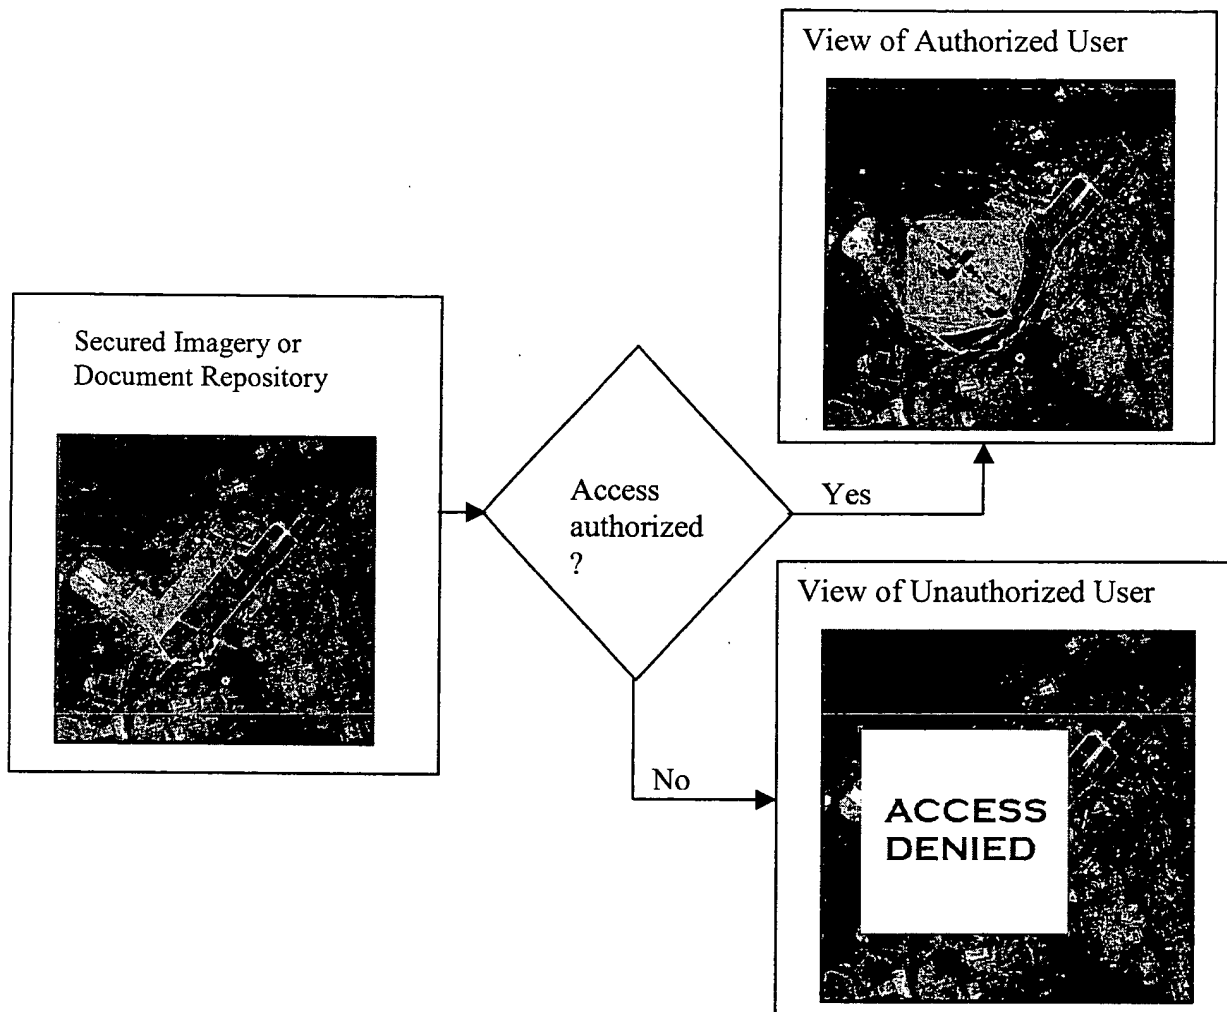 View of Authorized User
Secured Imagery or
Document Repository
Access
authorized
?
Yes
View of Unauthorized User
No
ACCESS
DENIED